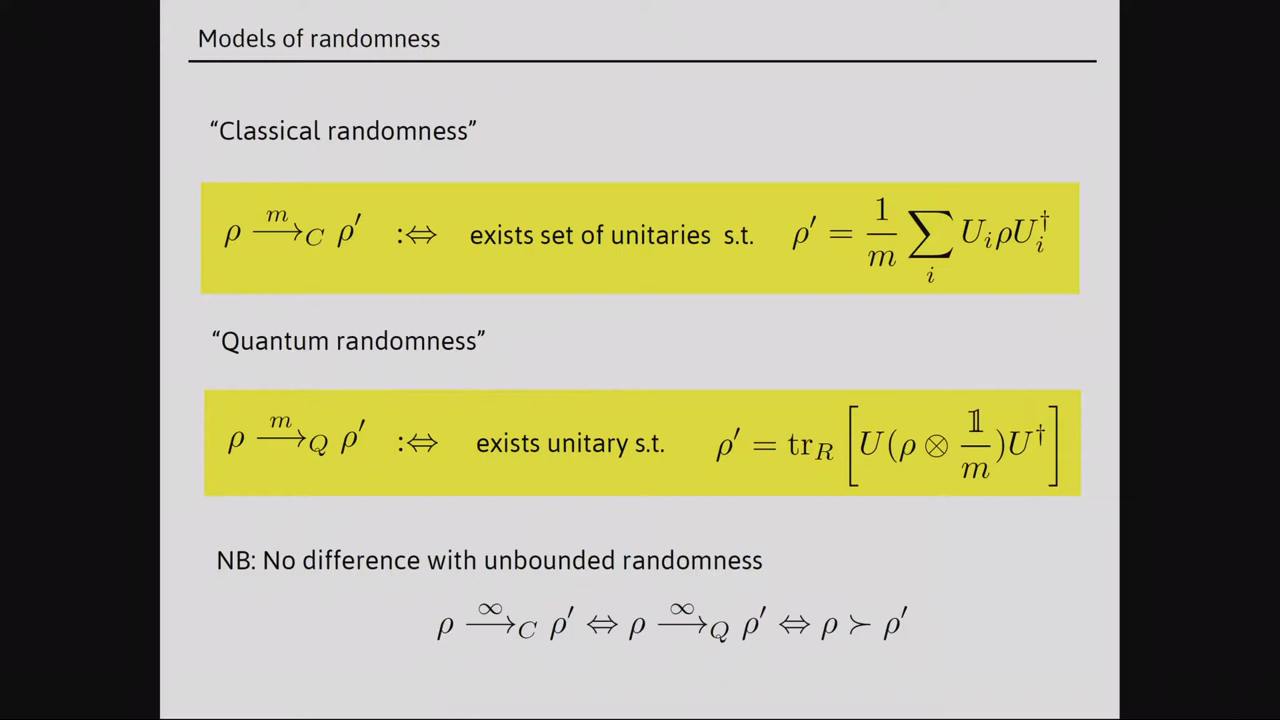 Models of randomness
“Classical randomness”
ρ →^m_C ρ′ :⇔ exists set of unitaries s.t. ρ′ = 1/m ∑_i U_i ρ U_i^†
“Quantum randomness”
ρ →^m_Q ρ′ :⇔ exists unitary s.t. ρ′ = tr_R [U(ρ ⊗ 𝟙/m)U^†]
NB: No difference with unbounded randomness
ρ →^∞_C ρ′ ⇔ ρ →^∞_Q ρ′ ⇔ ρ ≻ ρ′